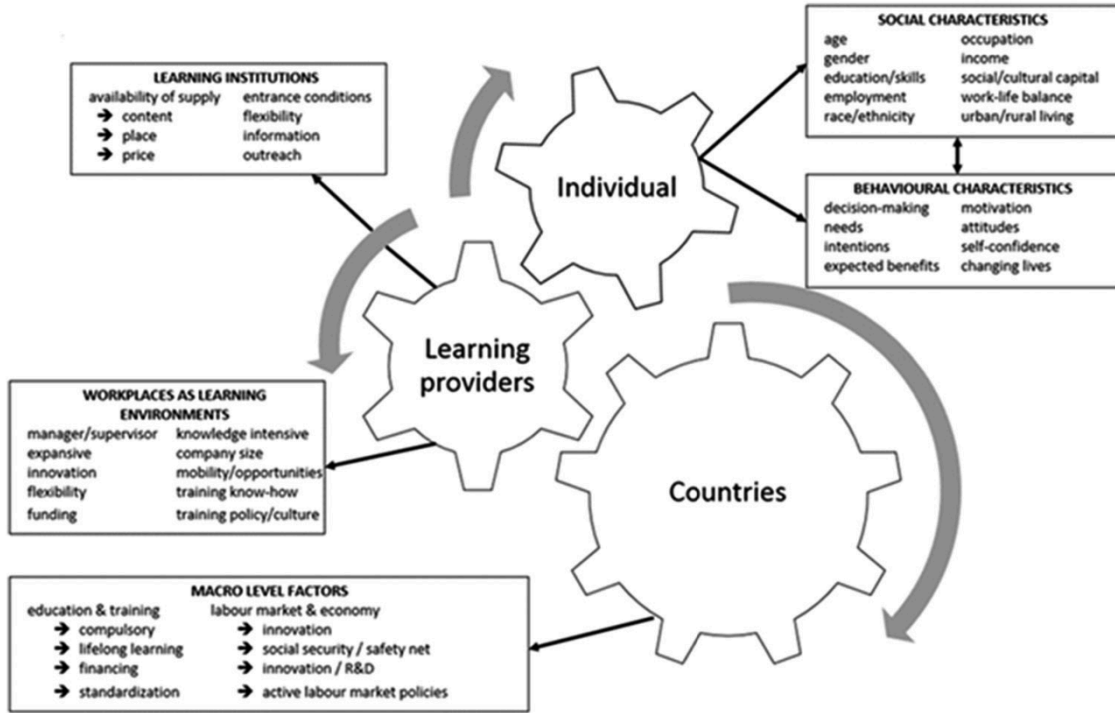 SOCIAL CHARACTERISTICS
age occupation
gender income
education/skills social/cultural capital
employment work-life balance
race/ethnicity urban/rural living
LEARNING INSTITUTIONS
availability of supply entrance conditions
➔ content flexibility
➔ place information
➔ price outreach
Individual
BEHAVIOURAL CHARACTERISTICS
decision-making motivation
needs attitudes
intentions self-confidence
expected benefits changing lives
Learning
providers
WORKPLACES AS LEARNING
ENVIRONMENTS
manager/supervisor knowledge intensive
expansive company size
innovation mobility/opportunities
flexibility training know-how
funding training policy/culture
Countries
MACRO LEVEL FACTORS
education & training labour market & economy
➔ compulsory ➔ innovation
➔ lifelong learning ➔ social security / safety net
➔ financing ➔ innovation / R&D
➔ standardization ➔ active labour market policies